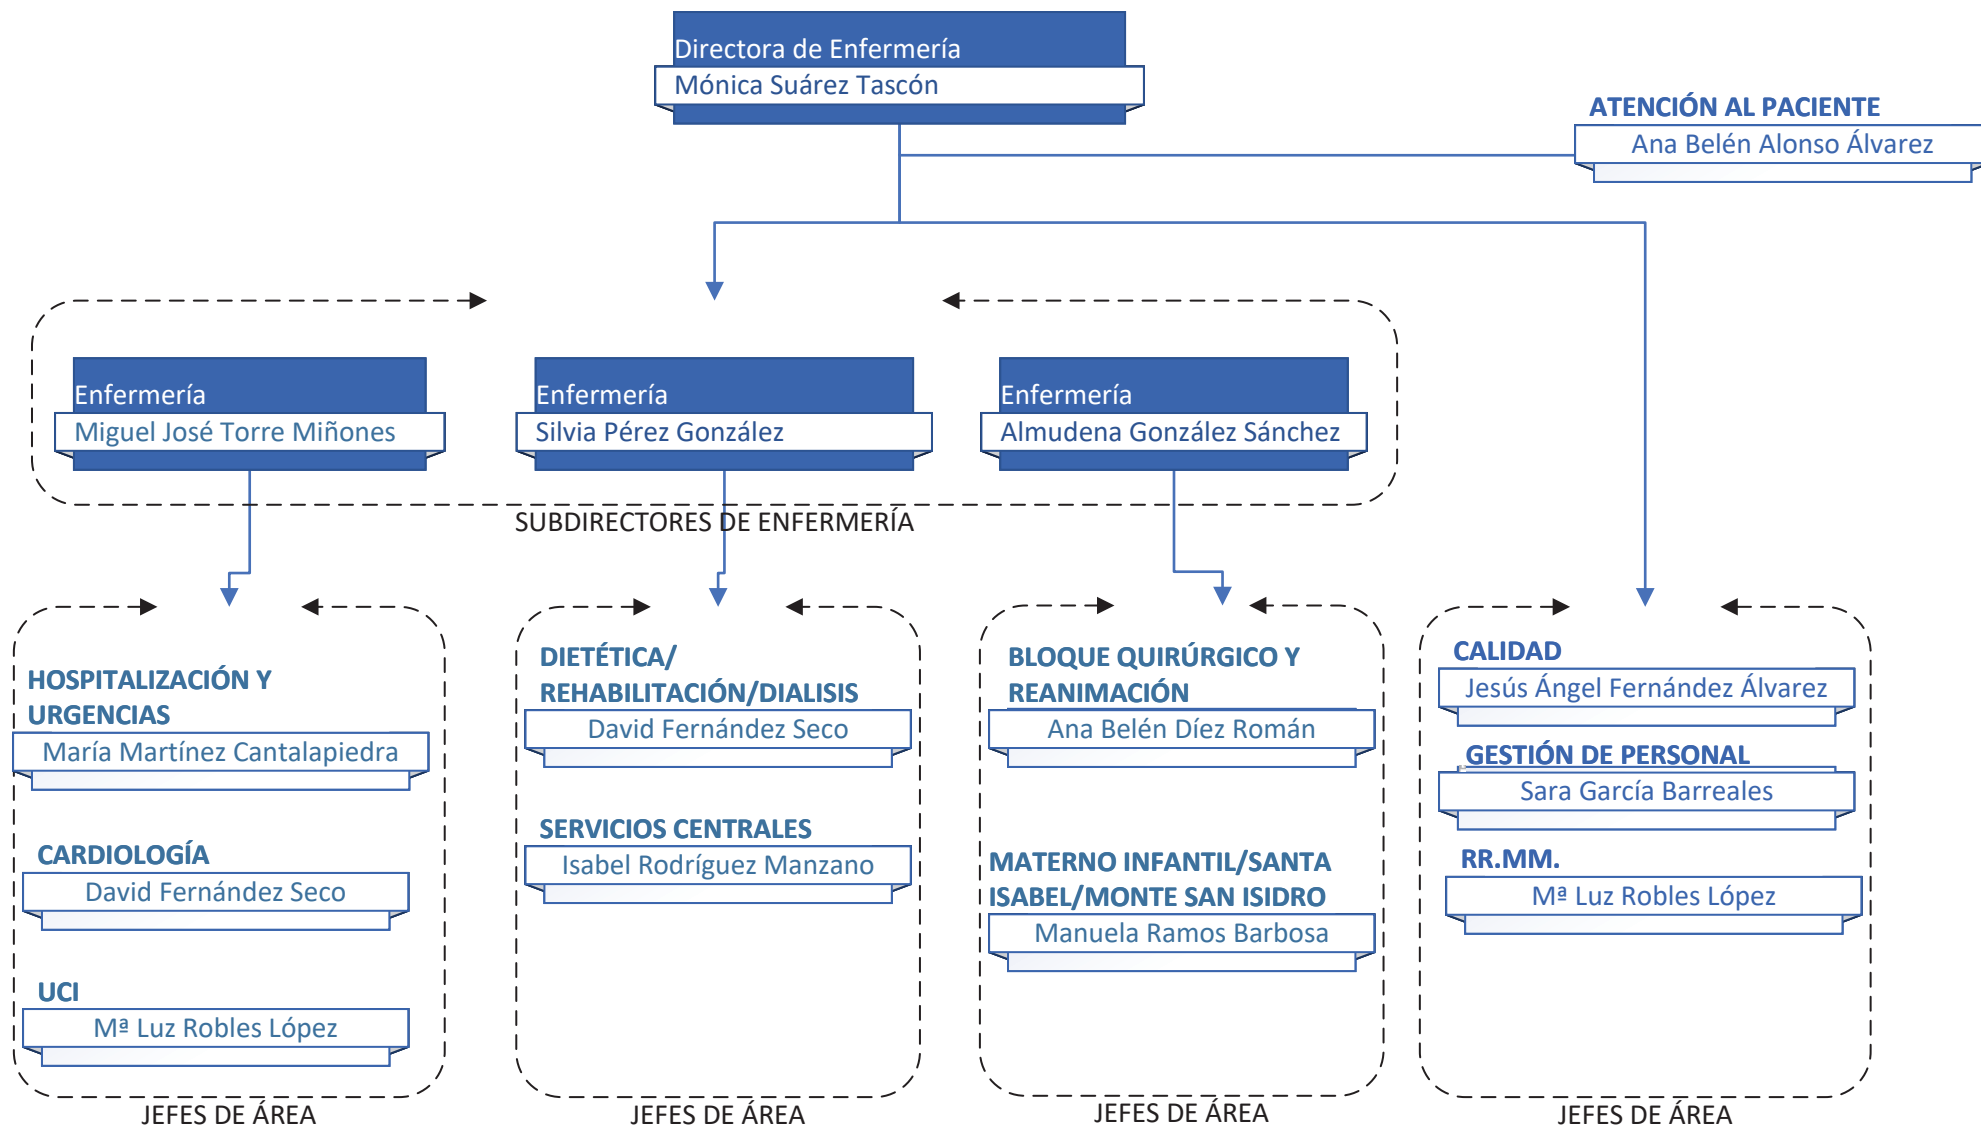 Directora de Enfermería
Mónica Suárez Tascón
ATENCIÓN AL PACIENTE
Ana Belén Alonso Álvarez
Enfermería
Miguel José Torre Miñones
Enfermería
Silvia Pérez González
Enfermería
Almudena González Sánchez
SUBDIRECTORES DE ENFERMERÍA
HOSPITALIZACIÓN Y
URGENCIAS
María Martínez Cantalapiedra
CARDIOLOGÍA
David Fernández Seco
UCI
Mª Luz Robles López
JEFES DE ÁREA
DIETÉTICA/
REHABILITACIÓN/DIALISIS
David Fernández Seco
SERVICIOS CENTRALES
Isabel Rodríguez Manzano
JEFES DE ÁREA
BLOQUE QUIRÚRGICO Y
REANIMACIÓN
Ana Belén Díez Román
MATERNO INFANTIL/SANTA
ISABEL/MONTE SAN ISIDRO
Manuela Ramos Barbosa
JEFES DE ÁREA
CALIDAD
Jesús Ángel Fernández Álvarez
GESTIÓN DE PERSONAL
Sara García Barreales
RR.MM.
Mª Luz Robles López
JEFES DE ÁREA